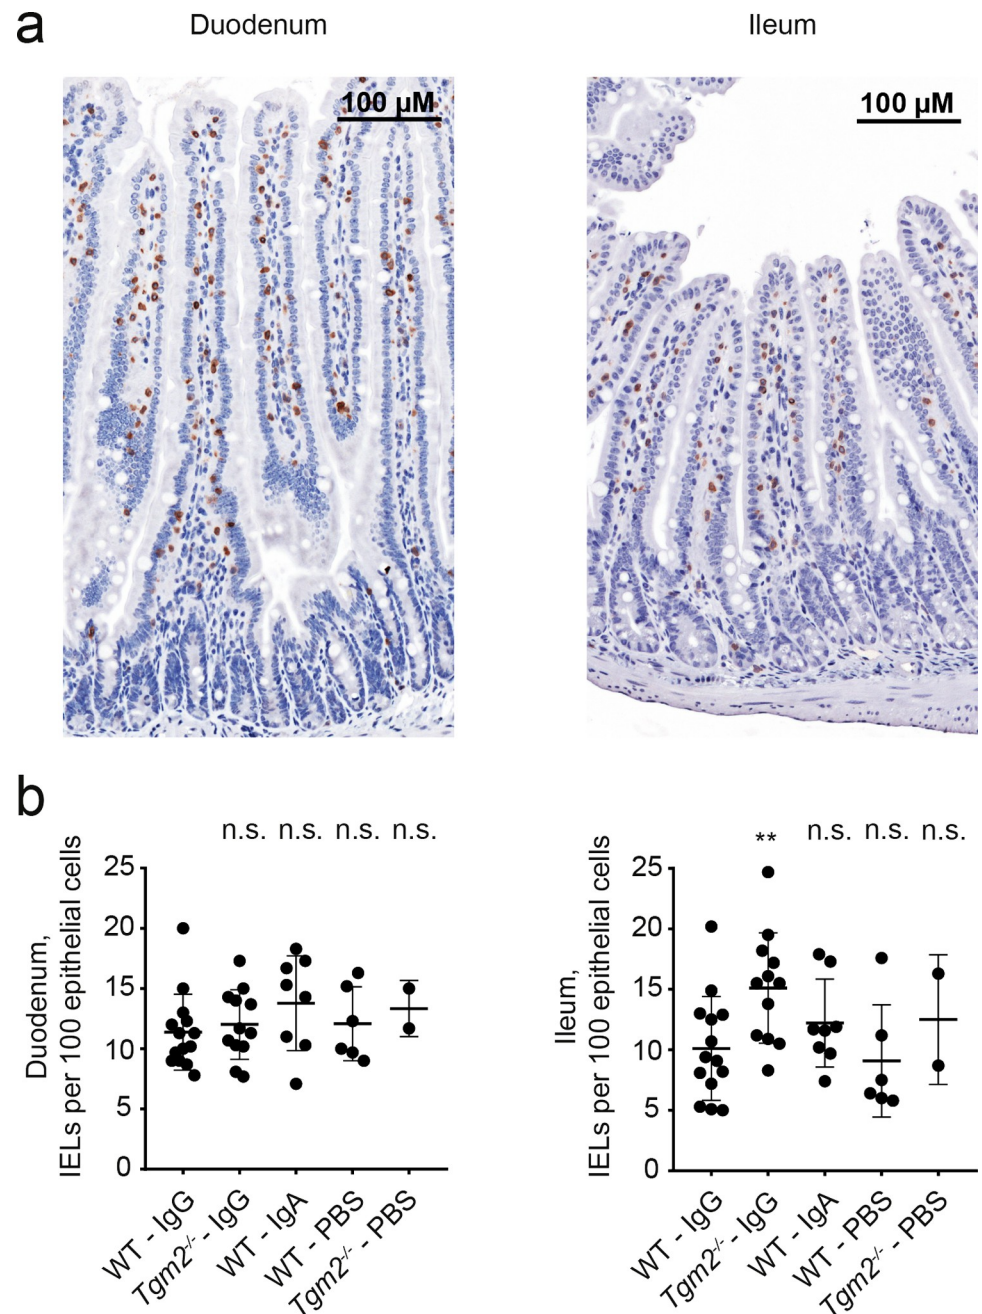 a
Duodenum
Ileum
100 µM
100 µM
b
n.s. n.s. n.s. n.s.
Duodenum,
IELs per 100 epithelial cells
25
20
15
10
5
0
WT - IgG
Tgm2-/- - IgG
WT - IgA
WT - PBS
Tgm2-/- - PBS
** n.s. n.s. n.s.
Ileum,
IELs per 100 epithelial cells
25
20
15
10
5
0
WT - IgG
Tgm2-/- - IgG
WT - IgA
WT - PBS
Tgm2-/- - PBS